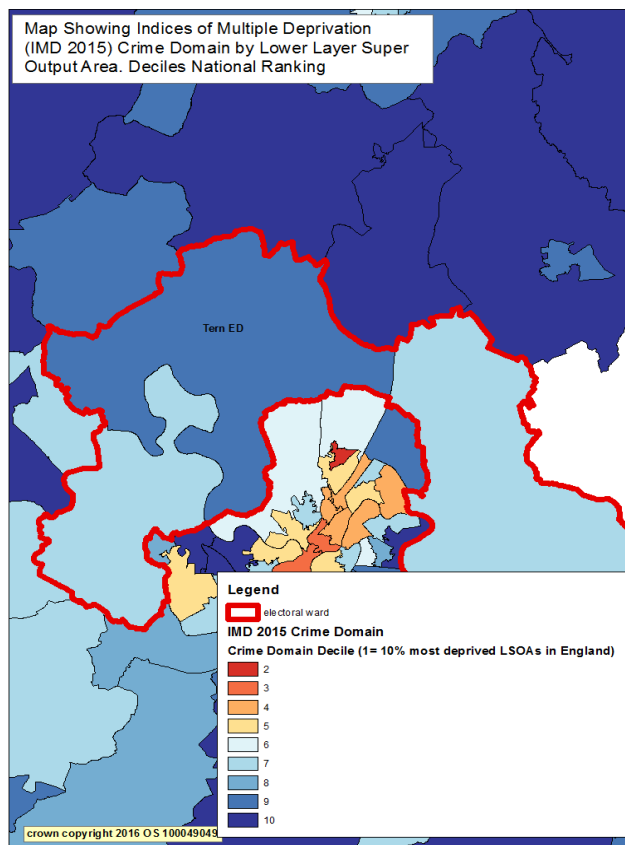 Map Showing Indices of Multiple Deprivation
(IMD 2015) Crime Domain by Lower Layer Super
Output Area. Deciles National Ranking
Tern ED
Legend
electoral ward
IMD 2015 Crime Domain
Crime Domain Decile (1= 10% most deprived LSOAs in England)
2
3
4
5
6
7
8
9
10
crown copyright 2016 OS 100049049